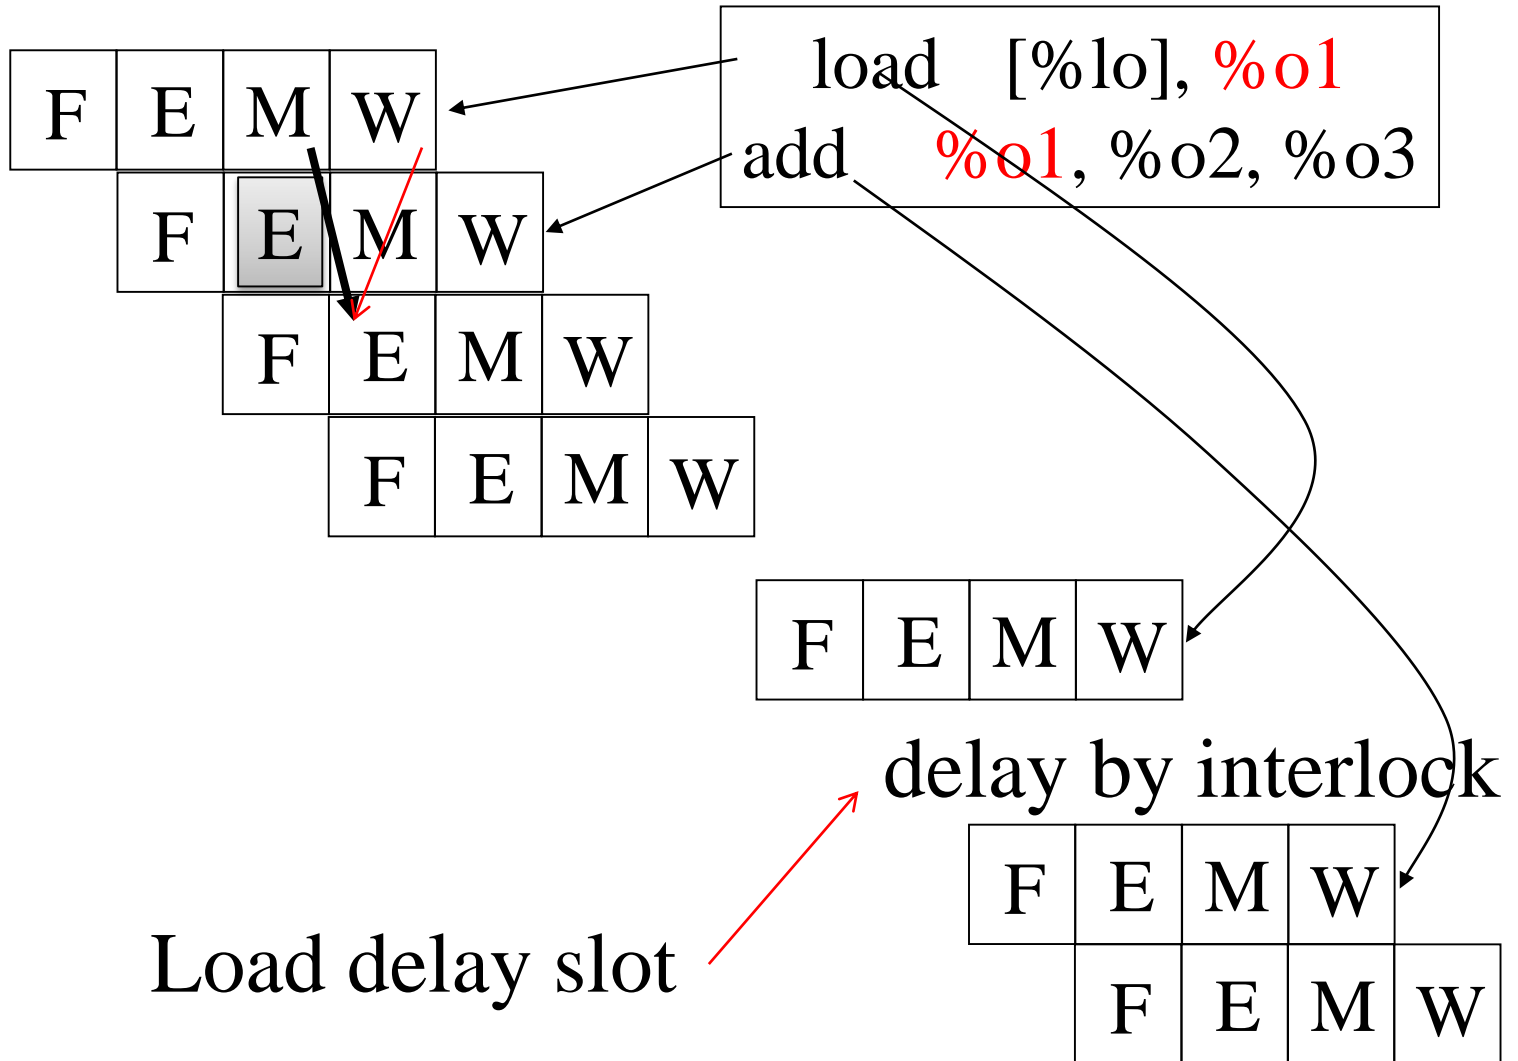 load [%lo], %o1
add %o1, %o2, %o3
F E M W
F E M W
F E M W
F E M W
F E M W
delay by interlock
F E M W
Load delay slot
F E M W